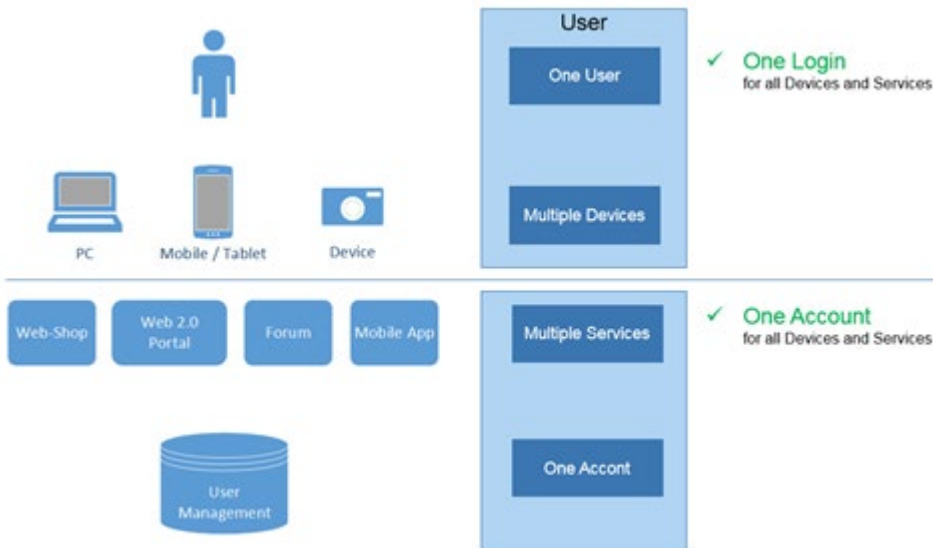 User
One User
✓ One Login
for all Devices and Services
Multiple Devices
PC
Mobile / Tablet
Device
Web-Shop
Web 2.0
Portal
Forum
Mobile App
Multiple Services
✓ One Account
for all Devices and Services
One Accont
User
Management